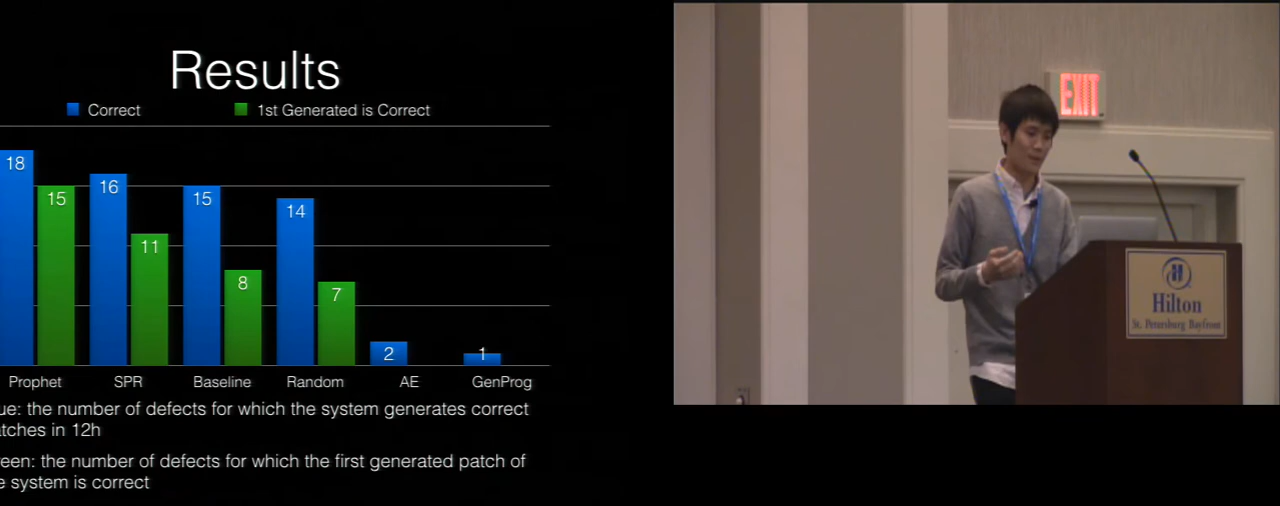 Results
Correct
1st Generated is Correct
18
15
16
11
15
8
14
7
2
1
Prophet SPR Baseline Random AE GenProg
ue: the number of defects for which the system generates correct
atches in 12h
reen: the number of defects for which the first generated patch of
e system is correct
EXIT
Hilton
St. Petersburg Bayfront